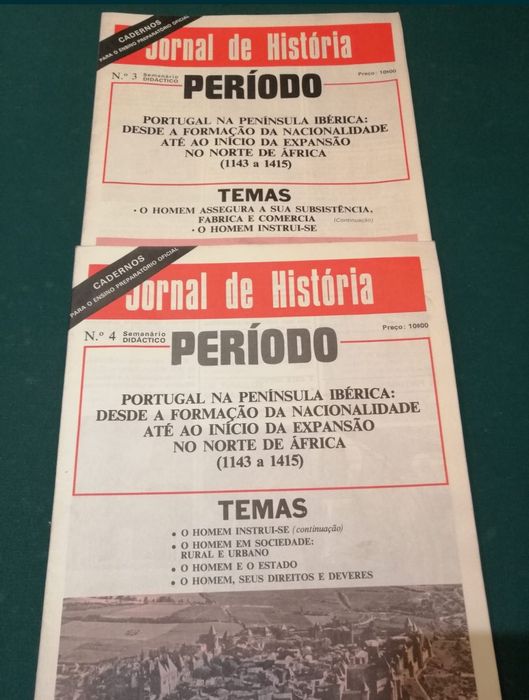 CADERNOS
PARA O ENSINO PREPARATÓRIO OFICIAL
Jornal de História
N.º 3 Semanário
DIDÁCTICO
Preço: 10$00
PERÍODO
PORTUGAL NA PENÍNSULA IBÉRICA:
DESDE A FORMAÇÃO DA NACIONALIDADE
ATÉ AO INÍCIO DA EXPANSÃO
NO NORTE DE ÁFRICA
(1143 a 1415)
TEMAS
• O HOMEM ASSEGURA A SUA SUBSISTÊNCIA,
FABRICA E COMERCIA (Continuação)
• O HOMEM INSTRUI-SE
CADERNOS
PARA O ENSINO PREPARATÓRIO OFICIAL
Jornal de História
N.º 4 Semanário
DIDÁCTICO
Preço: 10$00
PERÍODO
PORTUGAL NA PENÍNSULA IBÉRICA:
DESDE A FORMAÇÃO DA NACIONALIDADE
ATÉ AO INÍCIO DA EXPANSÃO
NO NORTE DE ÁFRICA
(1143 a 1415)
TEMAS
• O HOMEM INSTRUI-SE (continuação)
• O HOMEM EM SOCIEDADE:
RURAL E URBANO
• O HOMEM E O ESTADO
• O HOMEM, SEUS DIREITOS E DEVERES